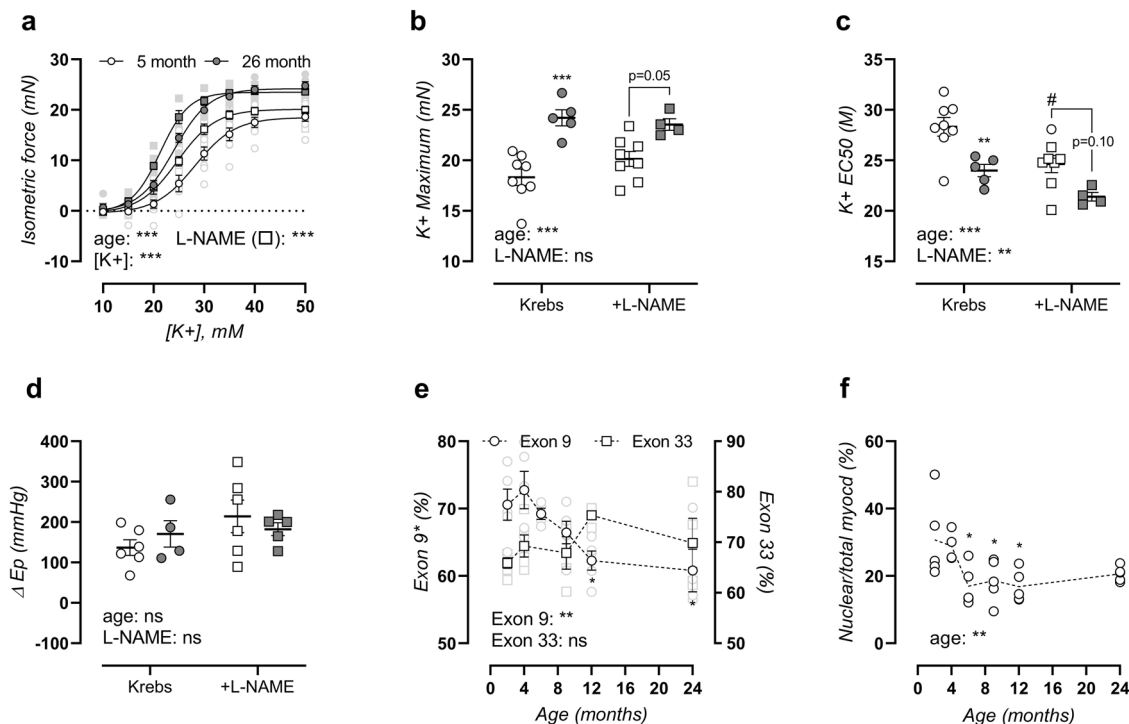 a
5 month
26 month
Isometric force (mN)
30
20
10
0
-10
age: ***
L-NAME (□): ***
[K+]: ***
10 20 30 40 50
[K+], mM
b
K+ Maximum (mN)
30
25
20
15
10
***
p=0.05
age: ***
L-NAME: ns
Krebs
+L-NAME
c
K+ EC50 (M)
35
30
25
20
15
**
#
p=0.10
age: ***
L-NAME: **
Krebs
+L-NAME
d
Δ Ep (mmHg)
400
300
200
100
0
-100
age: ns
L-NAME: ns
Krebs
+L-NAME
e
Exon 9
Exon 33
Exon 9* (%)
80
70
60
50
Exon 33 (%)
90
80
70
60
50
*
*
Exon 9: **
Exon 33: ns
0 4 8 12 16 20 24
Age (months)
f
Nuclear/total myocd (%)
60
40
20
0
* * *
age: **
0 4 8 12 16 20 24
Age (months)